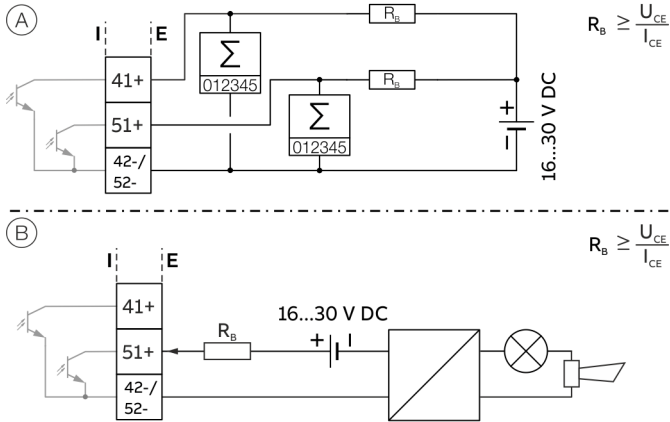 A
I E
R_B
R_B ≥ U_CE / I_CE
41+
Σ
012345
R_B
51+
Σ
012345
+
−
16...30 V DC
42-/
52-
B
I E
R_B ≥ U_CE / I_CE
41+
16...30 V DC
R_B
+ −
51+
42-/
52-